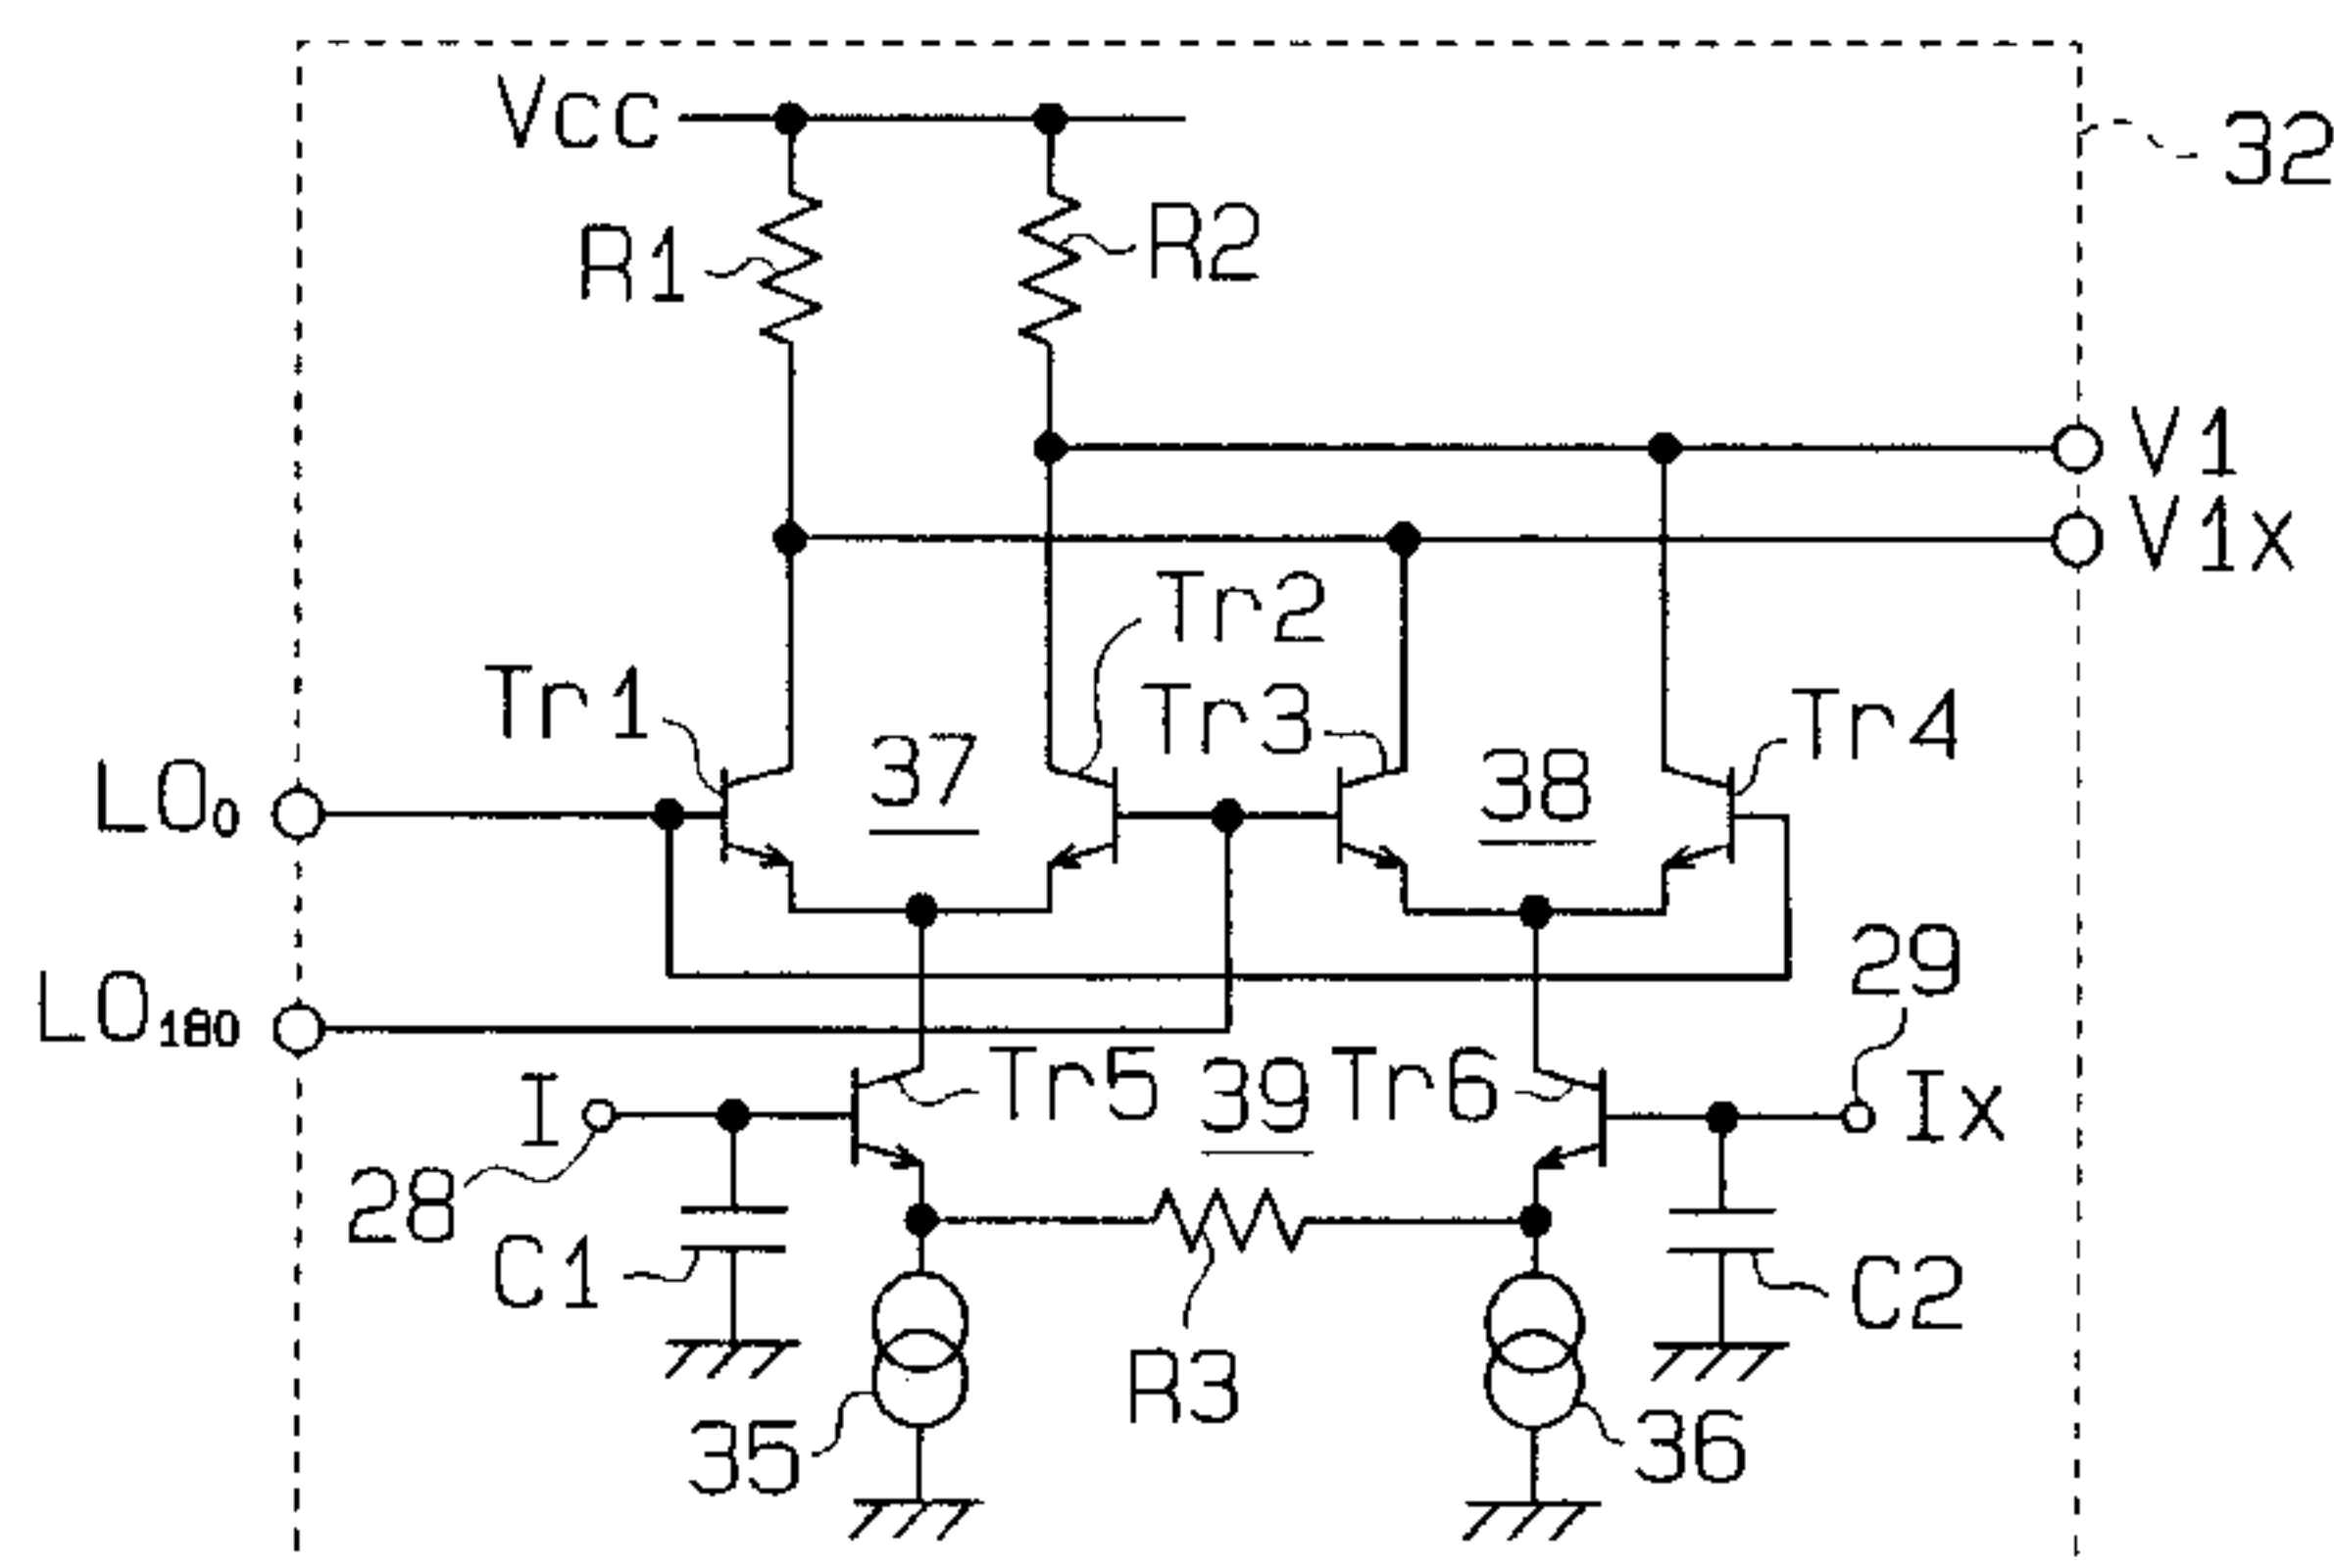 Vcc
32
R1
R2
V1
V1x
Tr2
Tr1
Tr3
Tr4
37
38
LO₀
29
LO₁₈₀
I
Tr5
39
Tr6
Ix
28
C1
C2
R3
35
36